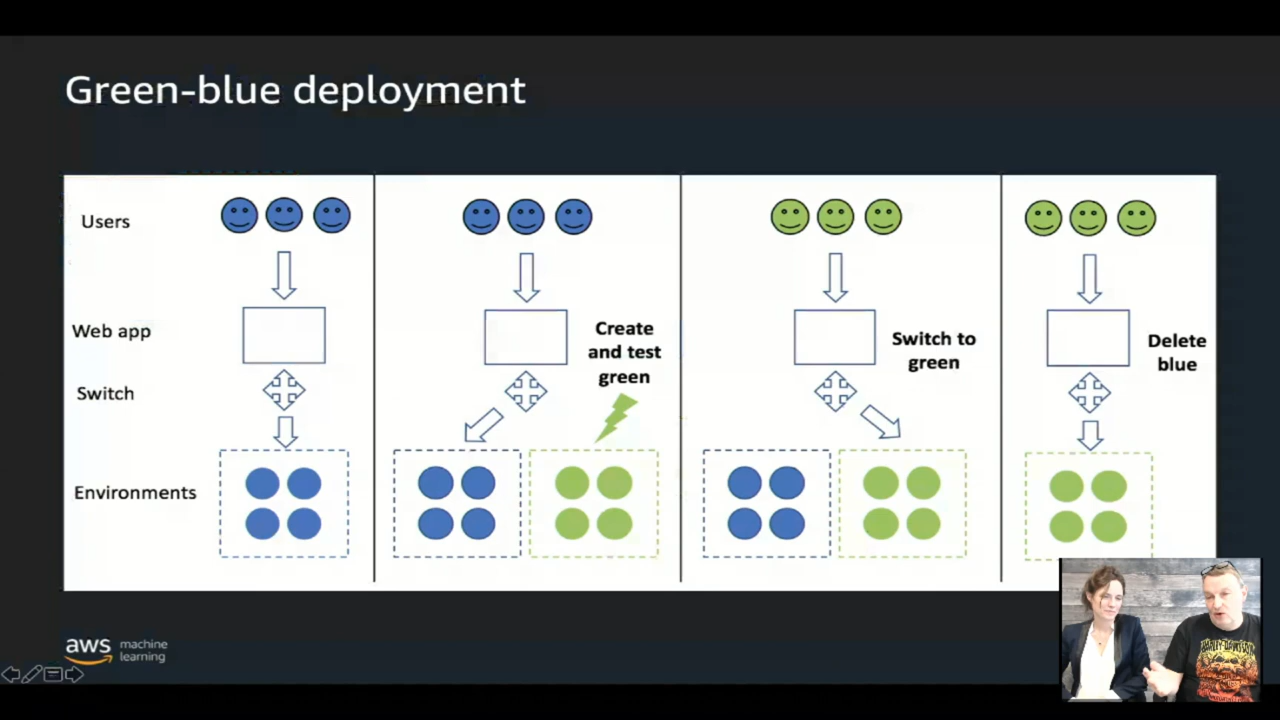 Green-blue deployment
Users
Web app
Switch
Environments
Create
and test
green
Switch to
green
Delete
blue
aws machine
learning